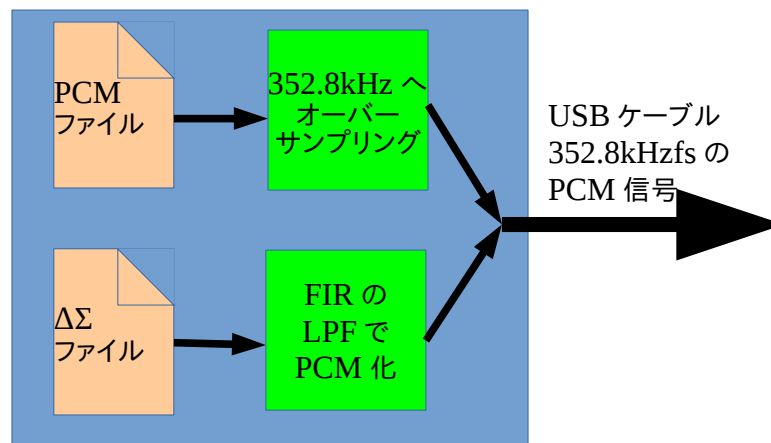 PCM
ファイル
352.8kHz へ
オーバー
サンプリング
USB ケーブル
352.8kHzfs の
PCM 信号
ΔΣ
ファイル
FIR の
LPF で
PCM 化